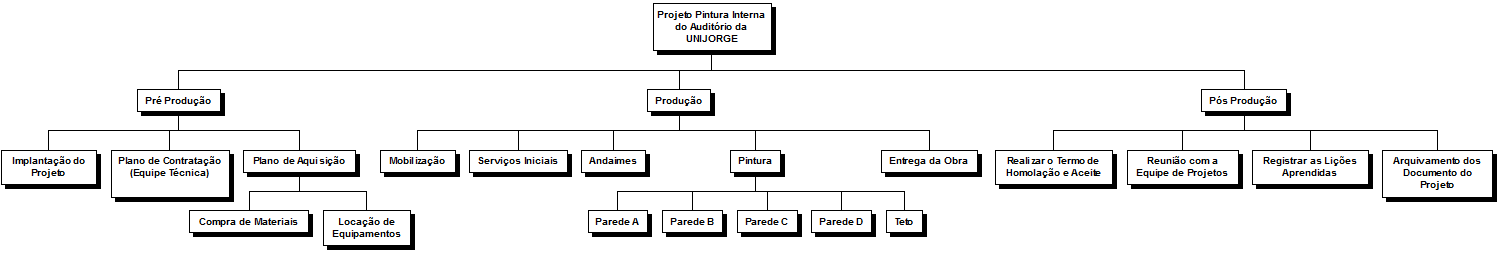 Projeto Pintura Interna
do Auditório da
UNIJORGE
Pré Produção
Produção
Pós Produção
Implantação do
Projeto
Plano de Contratação
(Equipe Técnica)
Plano de Aquisição
Mobilização
Serviços Iniciais
Andaimes
Pintura
Entrega da Obra
Realizar o Termo de
Homolação e Aceite
Reunião com a
Equipe de Projetos
Registrar as Lições
Aprendidas
Arquivamento dos
Documento do
Projeto
Compra de Materiais
Locação de
Equipamentos
Parede A
Parede B
Parede C
Parede D
Teto